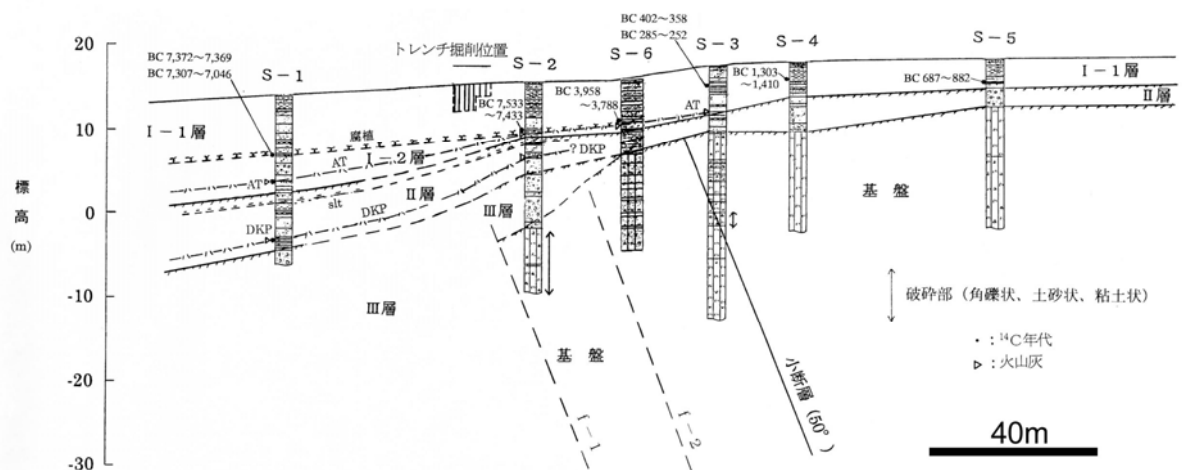 20
10
0
-10
-20
-30
標高
(m)
BC 7,372～7,369
BC 7,307～7,046
S－1
トレンチ掘削位置
S－2
BC 7,533
～7,433
BC 3,958
～3,788
S－6
BC 402～358
BC 285～252
S－3
AT
BC 1,303
～1,410
S－4
BC 687～882
S－5
Ⅰ-1層
Ⅱ層
Ⅰ-1層
腐植
AT
Ⅰ-2層
AT
slt
Ⅱ層
? DKP
DKP
DKP
Ⅲ層
Ⅲ層
基盤
基盤
f-1
f-2
小断層（50°）
破砕部（角礫状、土砂状、粘土状）
・：¹⁴C年代
▷：火山灰
40m